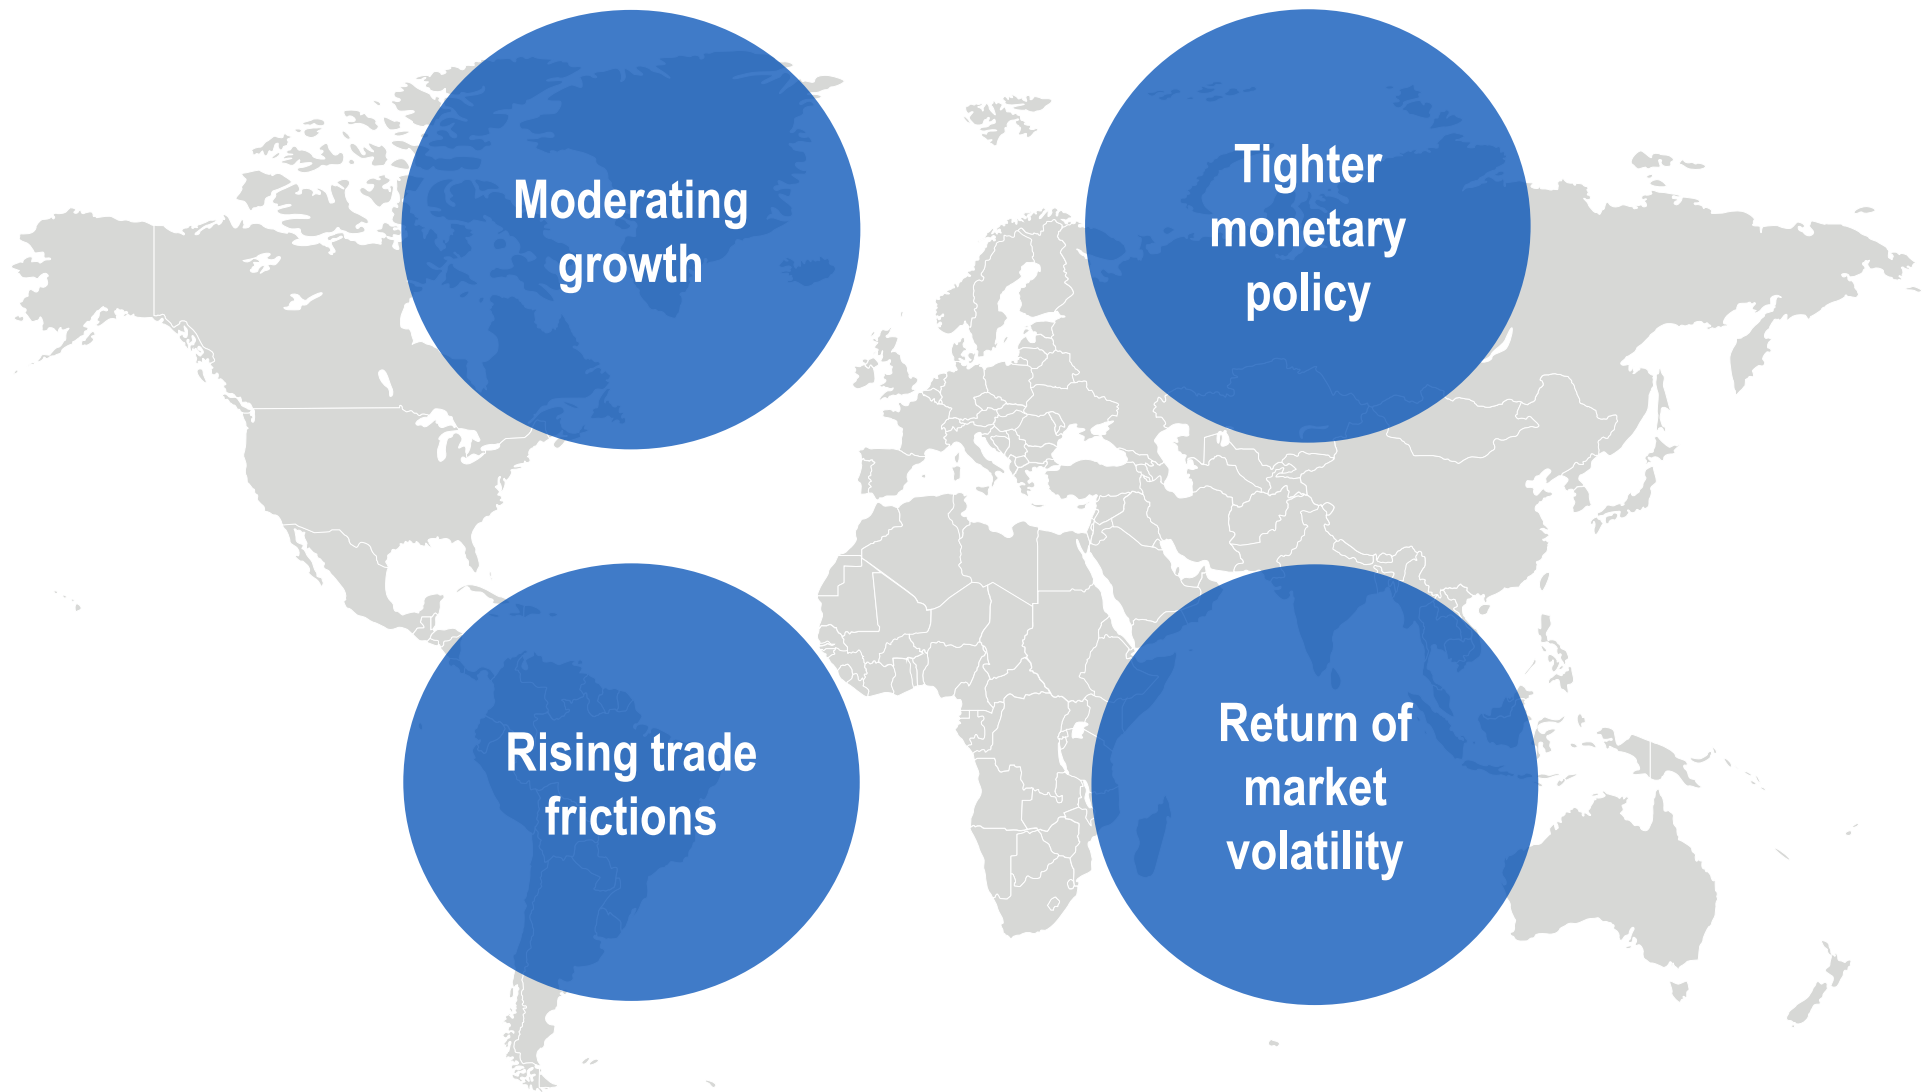 Moderating
growth
Tighter
monetary
policy
Rising trade
frictions
Return of
market
volatility